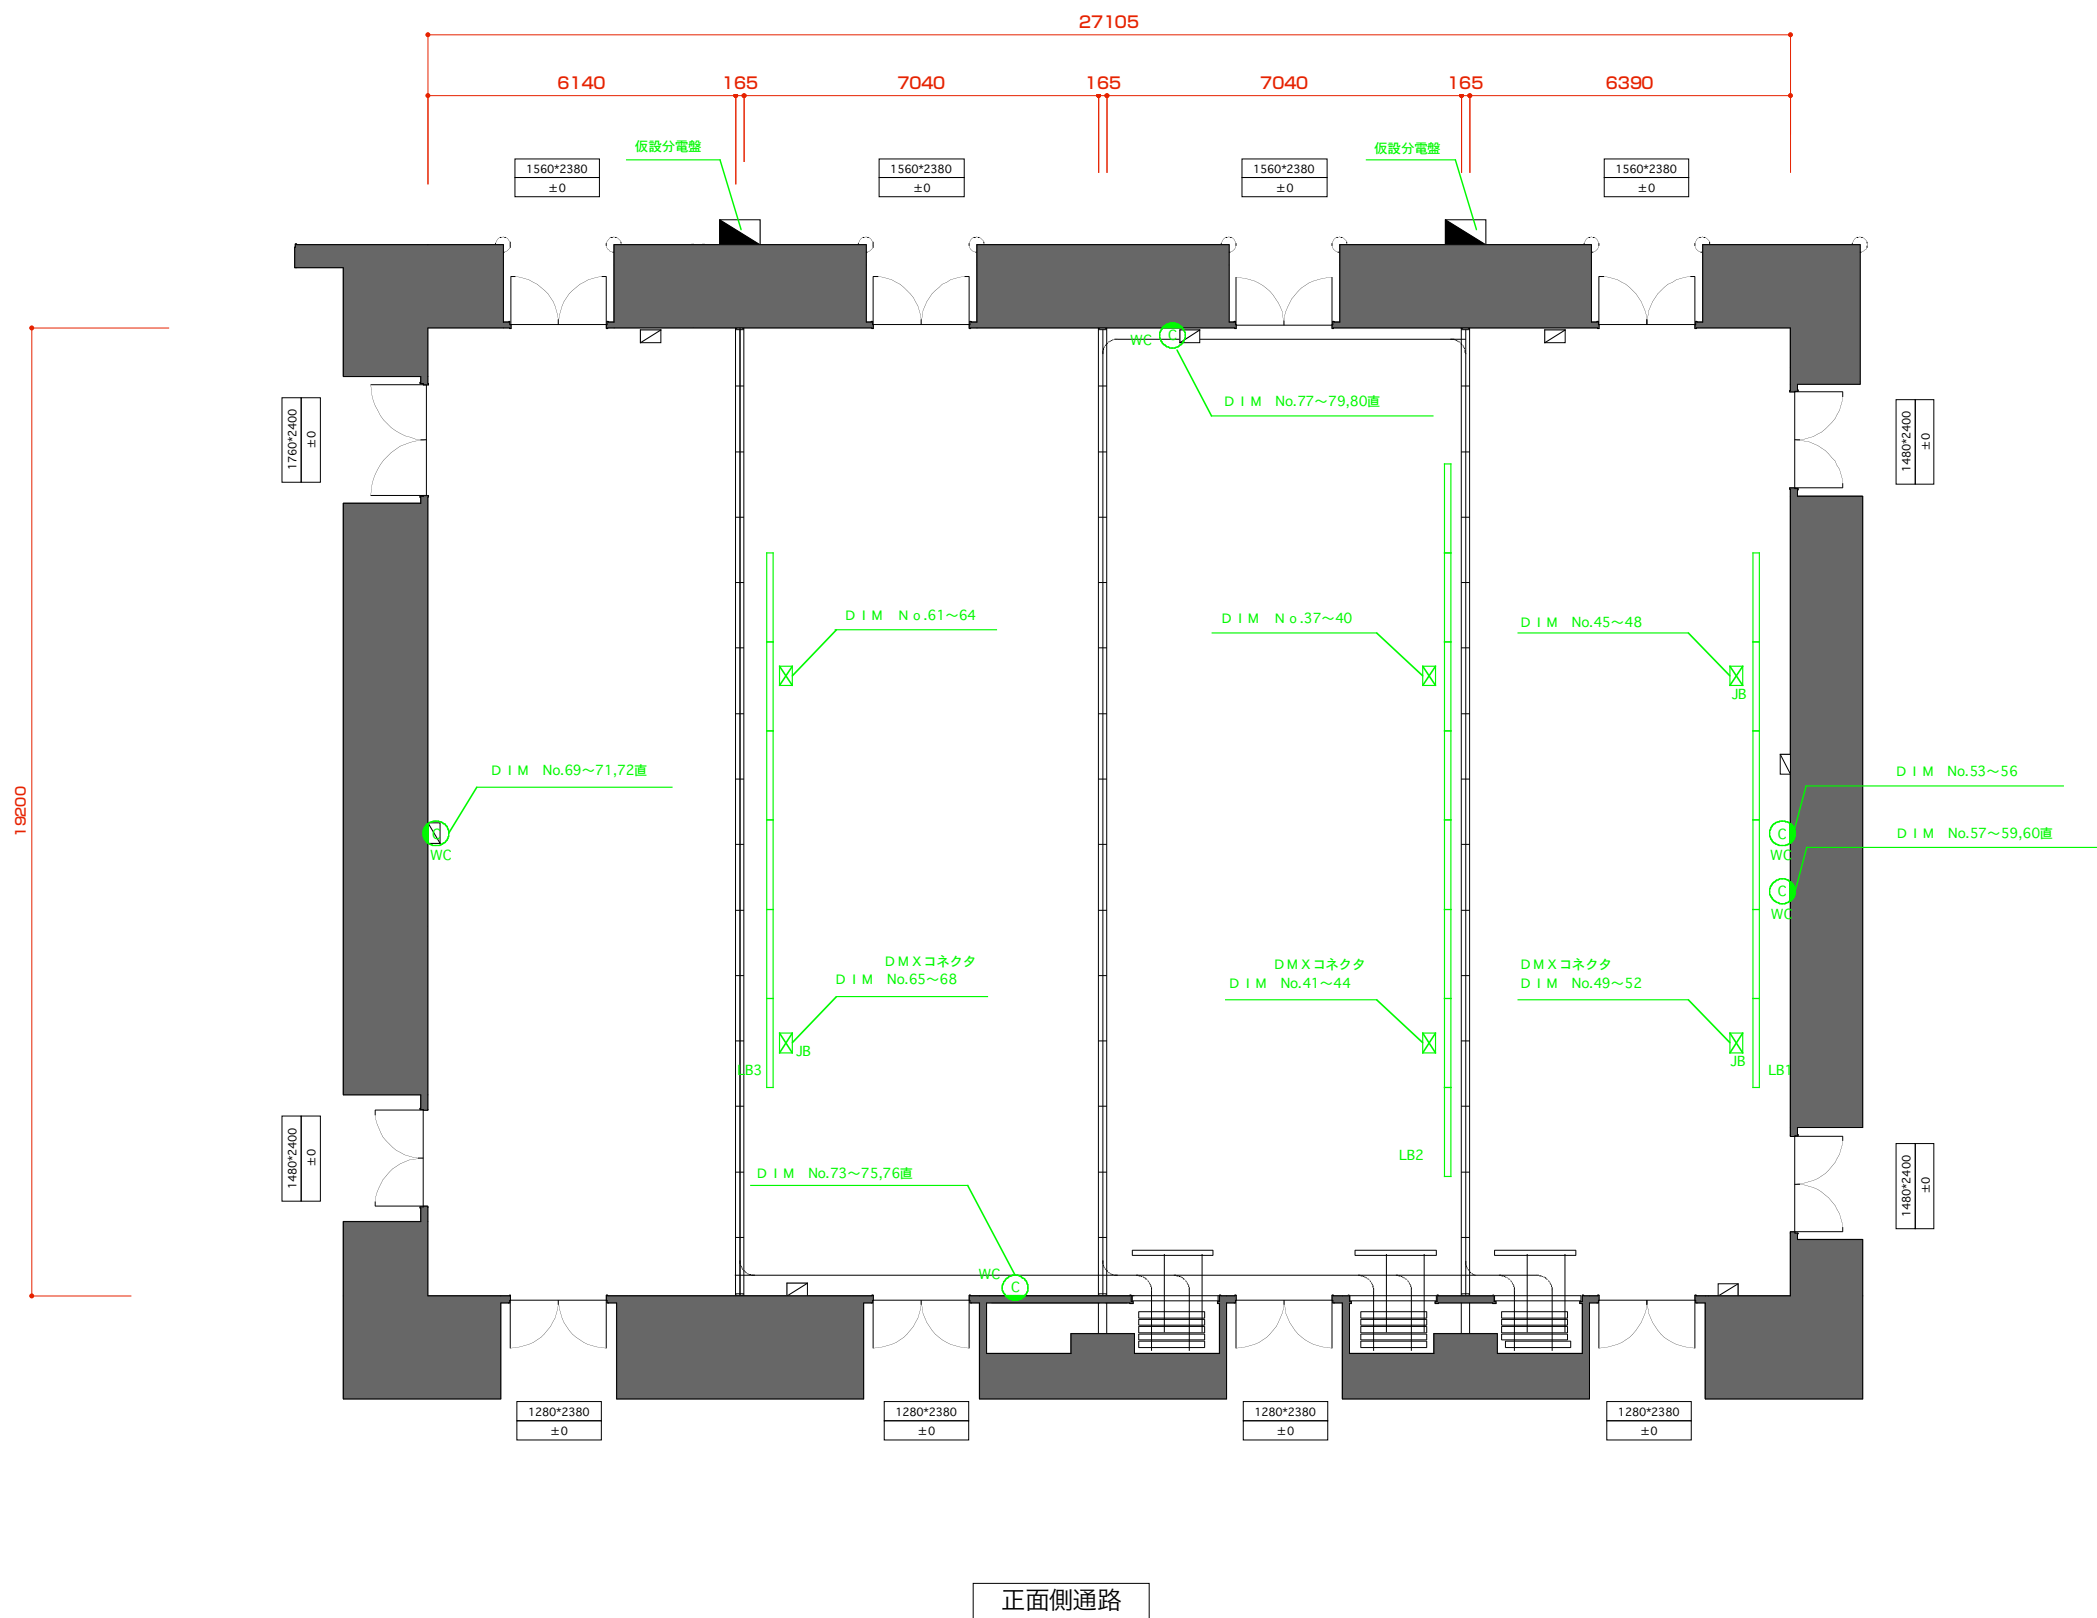 27105
6140 165 7040 165 7040 165 6390
仮設分電盤 仮設分電盤
1560*2380 1560*2380 1560*2380 1560*2380
±0 ±0 ±0 ±0
WC C
ＤＩＭ　No.77〜79,80直
1760*2400
±0
1480*2400
±0
ＤＩＭ　Ｎｏ.61〜64
ＤＩＭ　Ｎｏ.37〜40
ＤＩＭ　No.45〜48
JB
19200
ＤＩＭ　No.69〜71,72直
C
WC
ＤＩＭ　No.53〜56
C
WC
ＤＩＭ　No.57〜59,60直
C
WC
ＤＭＸコネクタ
ＤＩＭ　No.65〜68
JB
LB3
ＤＭＸコネクタ
ＤＩＭ　No.41〜44
ＤＭＸコネクタ
ＤＩＭ　No.49〜52
JB
LB1
LB2
1480*2400
±0
1480*2400
±0
ＤＩＭ　No.73〜75,76直
WC C
1280*2380 1280*2380 1280*2380 1280*2380
±0 ±0 ±0 ±0
正面側通路